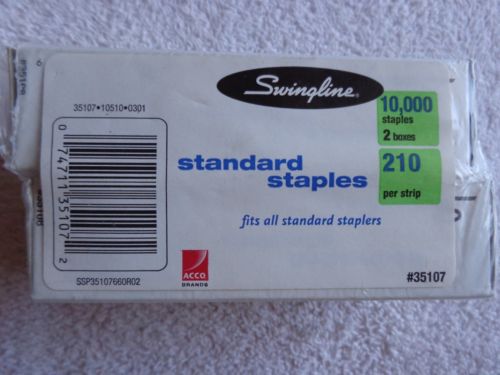 35107•10510•0301
Swingline®
10,000
staples
2 boxes
standard
staples
210
per strip
fits all standard staplers
0 74711 35107 2
ACCO
BRANDS
SSP35107660R02
#35107